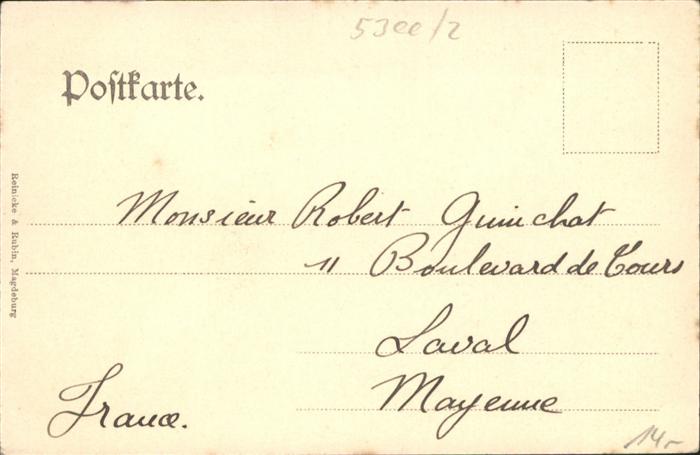 53ee/2
Postkarte.
Reinicke & Rubin, Magdeburg
Monsieur Robert Guinchat
11 Boulevard de Tours
Laval
Mayenne
France.
14-